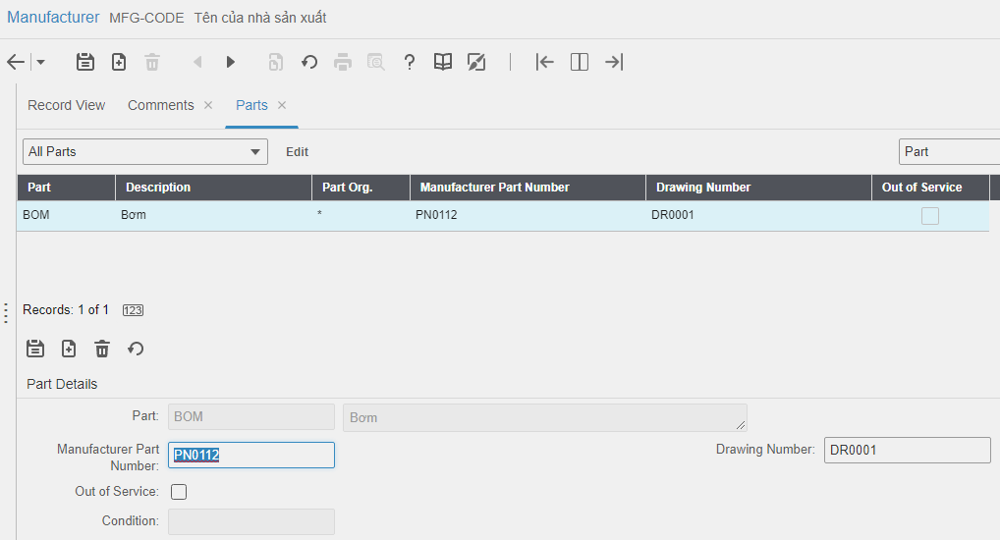 Manufacturer MFG-CODE Tên của nhà sản xuất
?
Record View Comments × Parts ×
All Parts Edit Part
Part Description Part Org. Manufacturer Part Number Drawing Number Out of Service
BOM Bơm * PN0112 DR0001
Records: 1 of 1 123
Part Details
Part: BOM Bơm
Manufacturer Part Number: PN0112 Drawing Number: DR0001
Out of Service:
Condition: